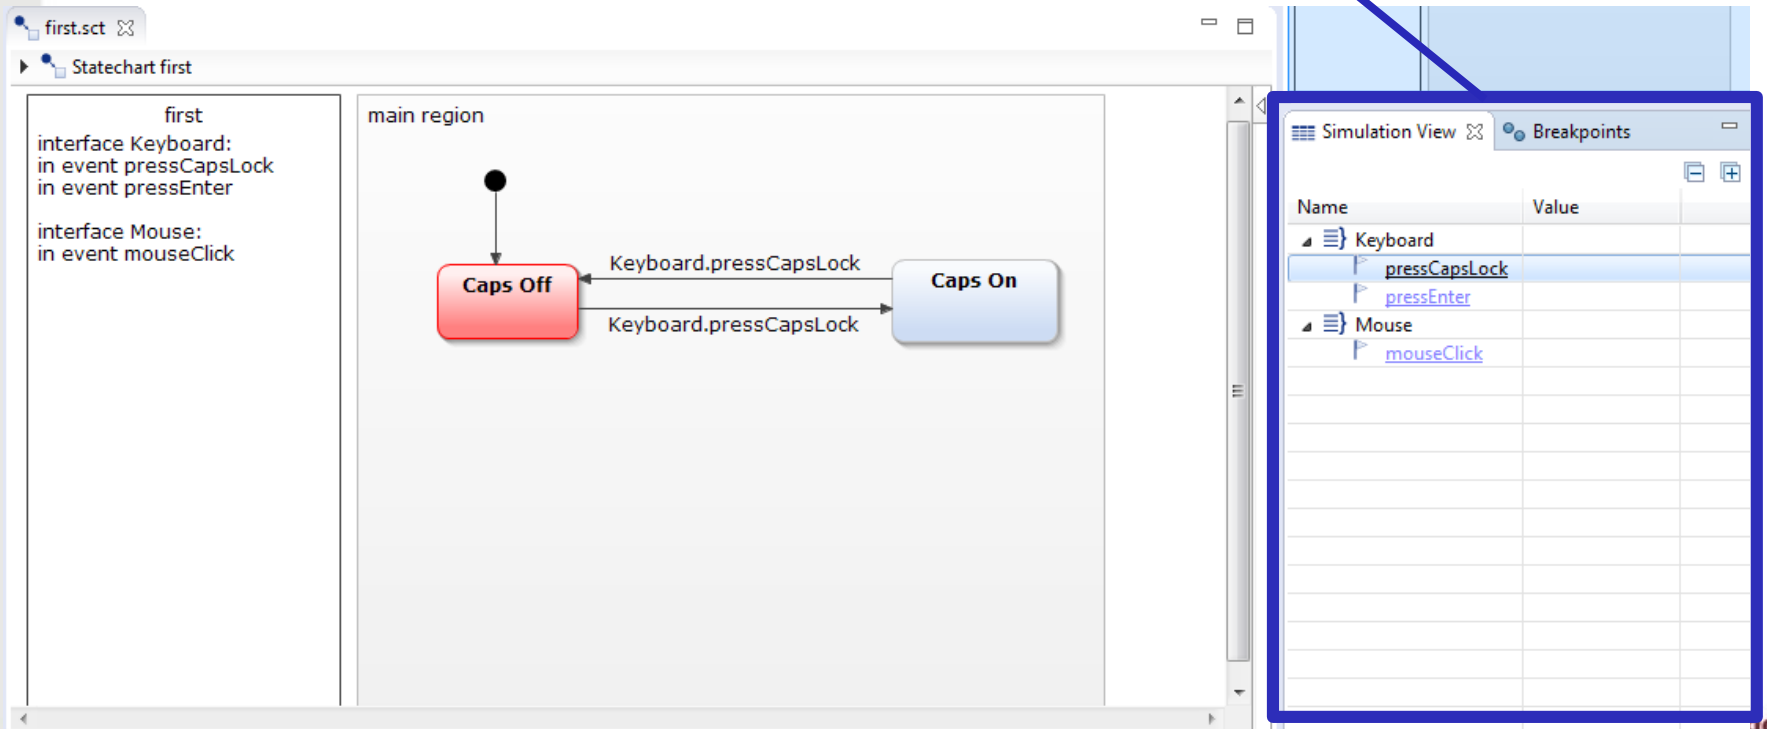 first.sct
Statechart first
first
interface Keyboard:
in event pressCapsLock
in event pressEnter
interface Mouse:
in event mouseClick
main region
Caps Off
Keyboard.pressCapsLock
Keyboard.pressCapsLock
Caps On
Simulation View
Breakpoints
Name Value
Keyboard
pressCapsLock
pressEnter
Mouse
mouseClick